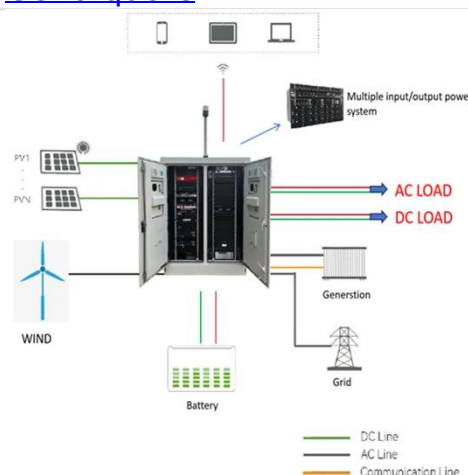 Multiple input/output power
system
PV1
PVN
AC LOAD
DC LOAD
WIND
Generstion
Grid
Battery
DC Line
AC Line
Communication Line